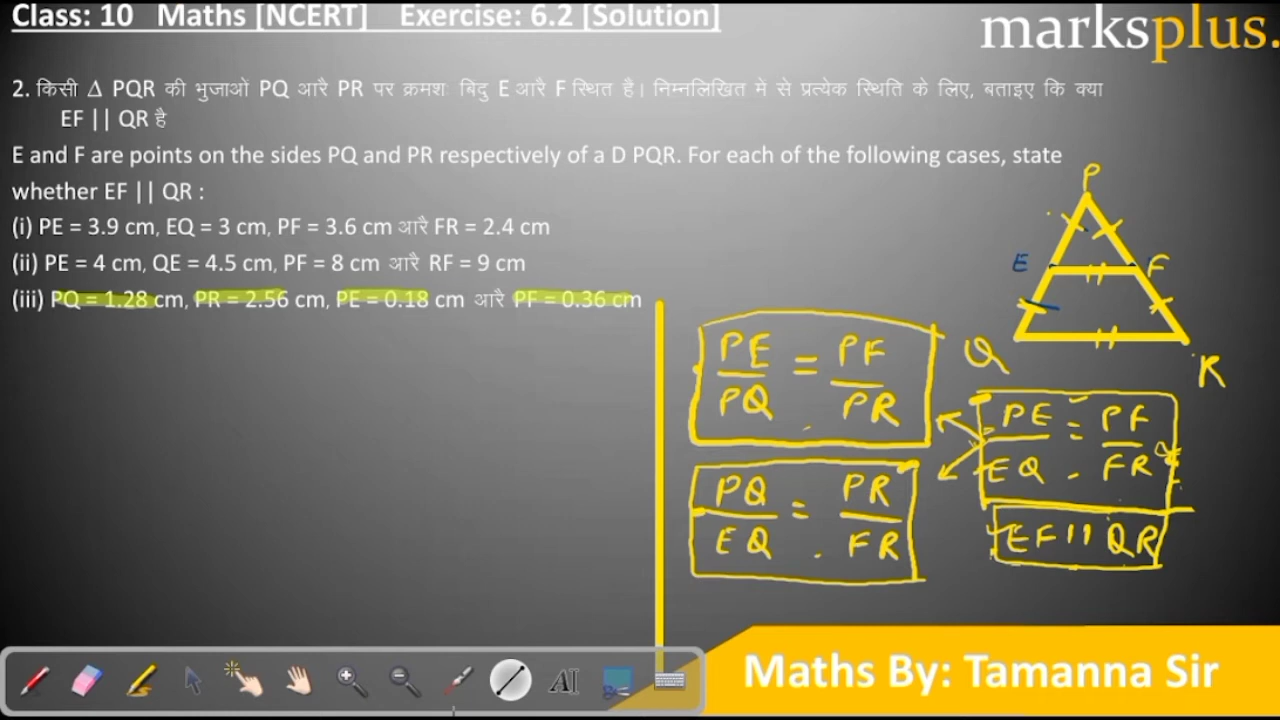 Class: 10 Maths [NCERT] Exercise: 6.2 [Solution]
marksplus.
2. किसी Δ PQR की भुजाओं PQ आरै PR पर क्रमश: बिंदु E आरै F स्थित है। निम्नलिखित में से प्रत्येक स्थिति के लिए, बताइए कि क्या
EF || QR है
E and F are points on the sides PQ and PR respectively of a D PQR. For each of the following cases, state
whether EF || QR :
(i) PE = 3.9 cm, EQ = 3 cm, PF = 3.6 cm आरै FR = 2.4 cm
(ii) PE = 4 cm, QE = 4.5 cm, PF = 8 cm आरै RF = 9 cm
(iii) PQ = 1.28 cm, PR = 2.56 cm, PE = 0.18 cm आरै PF = 0.36 cm
P
E F
Q R
PE/PQ = PF/PR
PE/EQ = PF/FR
PQ/EQ = PR/FR
EF || QR
AI
Maths By: Tamanna Sir